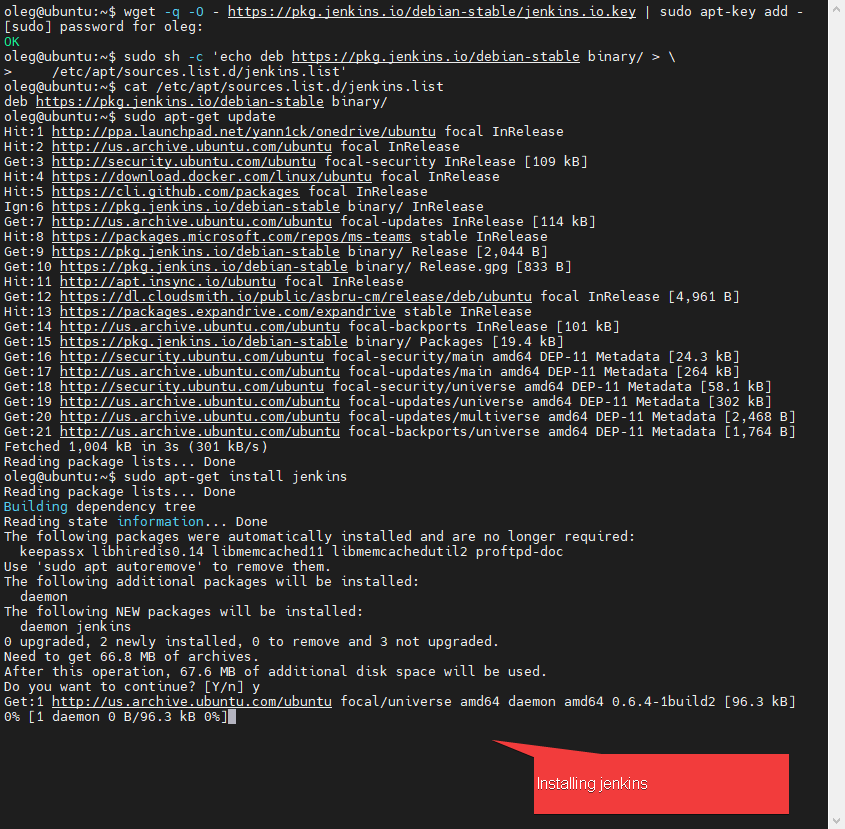 oleg@ubuntu:~$ wget -q -O - https://pkg.jenkins.io/debian-stable/jenkins.io.key | sudo apt-key add -
[sudo] password for oleg:
OK
oleg@ubuntu:~$ sudo sh -c 'echo deb https://pkg.jenkins.io/debian-stable binary/ > \
>     /etc/apt/sources.list.d/jenkins.list'
oleg@ubuntu:~$ cat /etc/apt/sources.list.d/jenkins.list
deb https://pkg.jenkins.io/debian-stable binary/
oleg@ubuntu:~$ sudo apt-get update
Hit:1 http://ppa.launchpad.net/yann1ck/onedrive/ubuntu focal InRelease
Hit:2 http://us.archive.ubuntu.com/ubuntu focal InRelease
Get:3 http://security.ubuntu.com/ubuntu focal-security InRelease [109 kB]
Hit:4 https://download.docker.com/linux/ubuntu focal InRelease
Hit:5 https://cli.github.com/packages focal InRelease
Ign:6 https://pkg.jenkins.io/debian-stable binary/ InRelease
Get:7 http://us.archive.ubuntu.com/ubuntu focal-updates InRelease [114 kB]
Hit:8 https://packages.microsoft.com/repos/ms-teams stable InRelease
Get:9 https://pkg.jenkins.io/debian-stable binary/ Release [2,044 B]
Get:10 https://pkg.jenkins.io/debian-stable binary/ Release.gpg [833 B]
Hit:11 http://apt.insync.io/ubuntu focal InRelease
Get:12 https://dl.cloudsmith.io/public/asbru-cm/release/deb/ubuntu focal InRelease [4,961 B]
Hit:13 https://packages.expandrive.com/expandrive stable InRelease
Get:14 http://us.archive.ubuntu.com/ubuntu focal-backports InRelease [101 kB]
Get:15 https://pkg.jenkins.io/debian-stable binary/ Packages [19.4 kB]
Get:16 http://security.ubuntu.com/ubuntu focal-security/main amd64 DEP-11 Metadata [24.3 kB]
Get:17 http://us.archive.ubuntu.com/ubuntu focal-updates/main amd64 DEP-11 Metadata [264 kB]
Get:18 http://security.ubuntu.com/ubuntu focal-security/universe amd64 DEP-11 Metadata [58.1 kB]
Get:19 http://us.archive.ubuntu.com/ubuntu focal-updates/universe amd64 DEP-11 Metadata [302 kB]
Get:20 http://us.archive.ubuntu.com/ubuntu focal-updates/multiverse amd64 DEP-11 Metadata [2,468 B]
Get:21 http://us.archive.ubuntu.com/ubuntu focal-backports/universe amd64 DEP-11 Metadata [1,764 B]
Fetched 1,004 kB in 3s (301 kB/s)
Reading package lists... Done
oleg@ubuntu:~$ sudo apt-get install jenkins
Reading package lists... Done
Building dependency tree
Reading state information... Done
The following packages were automatically installed and are no longer required:
  keepassx libhiredis0.14 libmemcached11 libmemcachedutil2 proftpd-doc
Use 'sudo apt autoremove' to remove them.
The following additional packages will be installed:
  daemon
The following NEW packages will be installed:
  daemon jenkins
0 upgraded, 2 newly installed, 0 to remove and 3 not upgraded.
Need to get 66.8 MB of archives.
After this operation, 67.6 MB of additional disk space will be used.
Do you want to continue? [Y/n] y
Get:1 http://us.archive.ubuntu.com/ubuntu focal/universe amd64 daemon amd64 0.6.4-1build2 [96.3 kB]
0% [1 daemon 0 B/96.3 kB 0%]
Installing jenkins